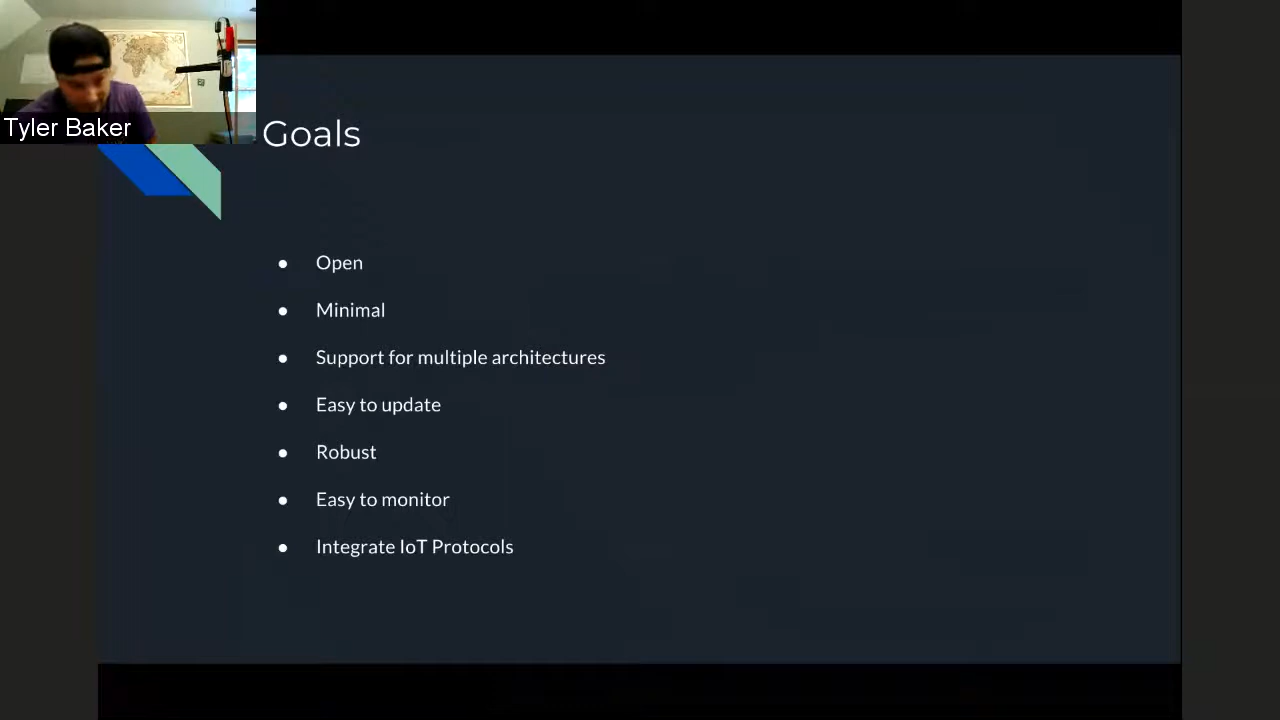 Tyler Baker
Goals
● Open
● Minimal
● Support for multiple architectures
● Easy to update
● Robust
● Easy to monitor
● Integrate IoT Protocols